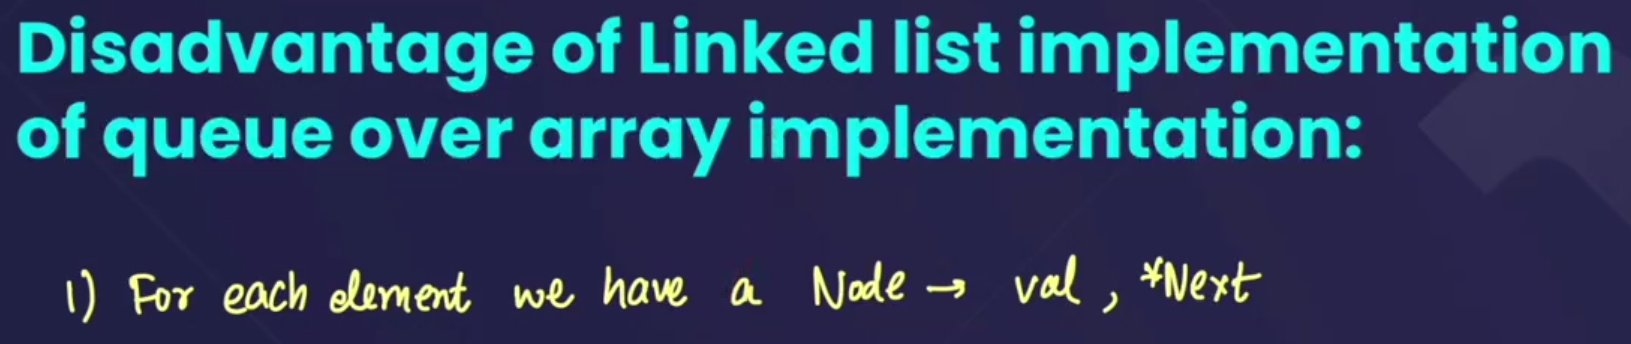 Disadvantage of Linked list implementation
of queue over array implementation:
1) For each element we have a Node → val, *Next